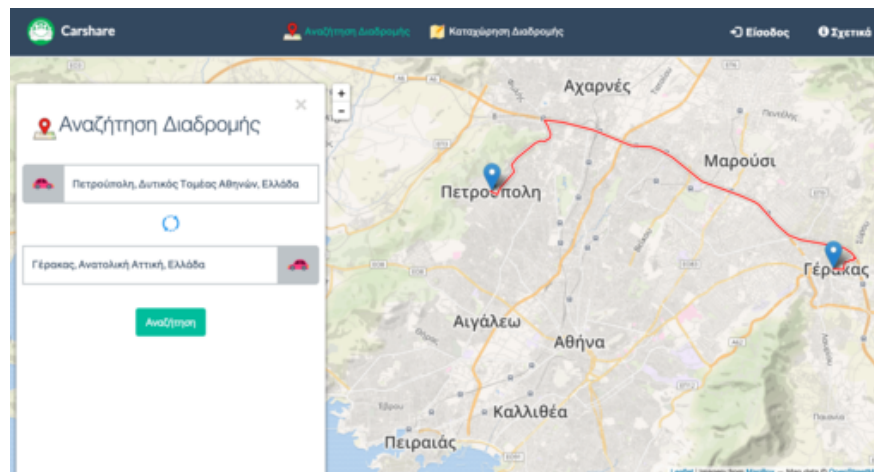 Carshare
Αναζήτηση Διαδρομής
Καταχώρηση Διαδρομής
Είσοδος
Σχετικά
×
+
-
Αναζήτηση Διαδρομής
Πετρούπολη, Δυτικός Τομέας Αθηνών, Ελλάδα
Γέρακας, Ανατολική Αττική, Ελλάδα
Αναζήτηση
Αχαρνές
Μαρούσι
Πετρούπολη
Γέρακας
Αιγάλεω
Αθήνα
Καλλιθέα
Πειραιάς